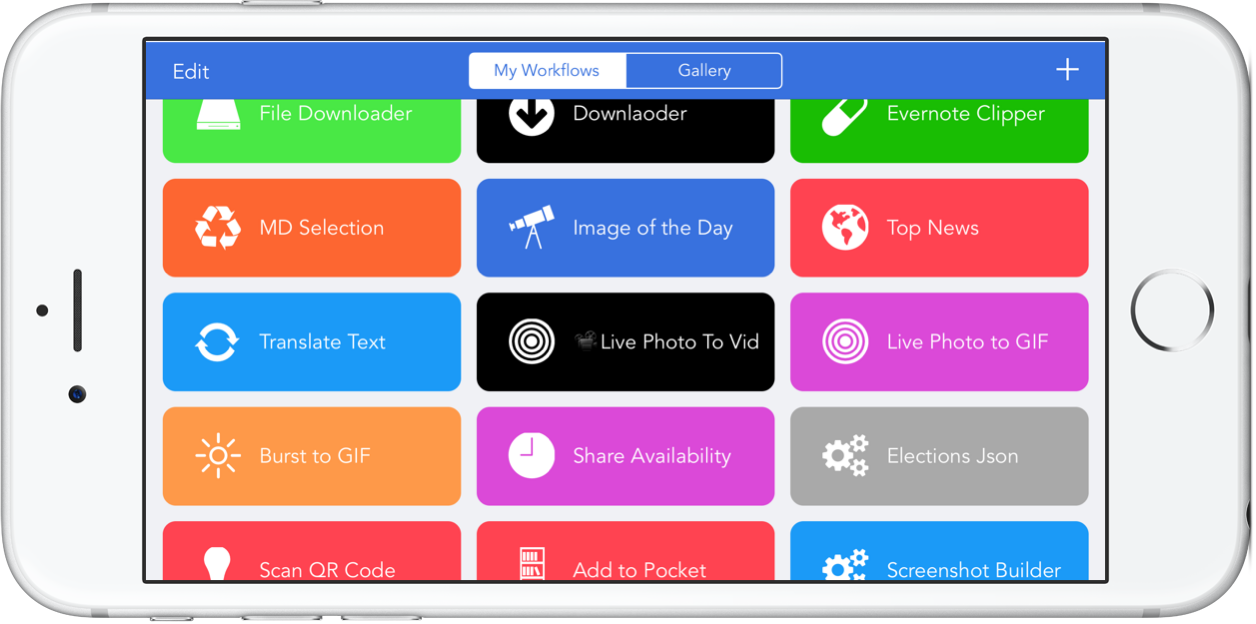 Edit
My Workflows
Gallery
File Downloader
Downlaoder
Evernote Clipper
MD Selection
Image of the Day
Top News
Translate Text
📽Live Photo To Vid
Live Photo to GIF
Burst to GIF
Share Availability
Elections Json
Scan QR Code
Add to Pocket
Screenshot Builder